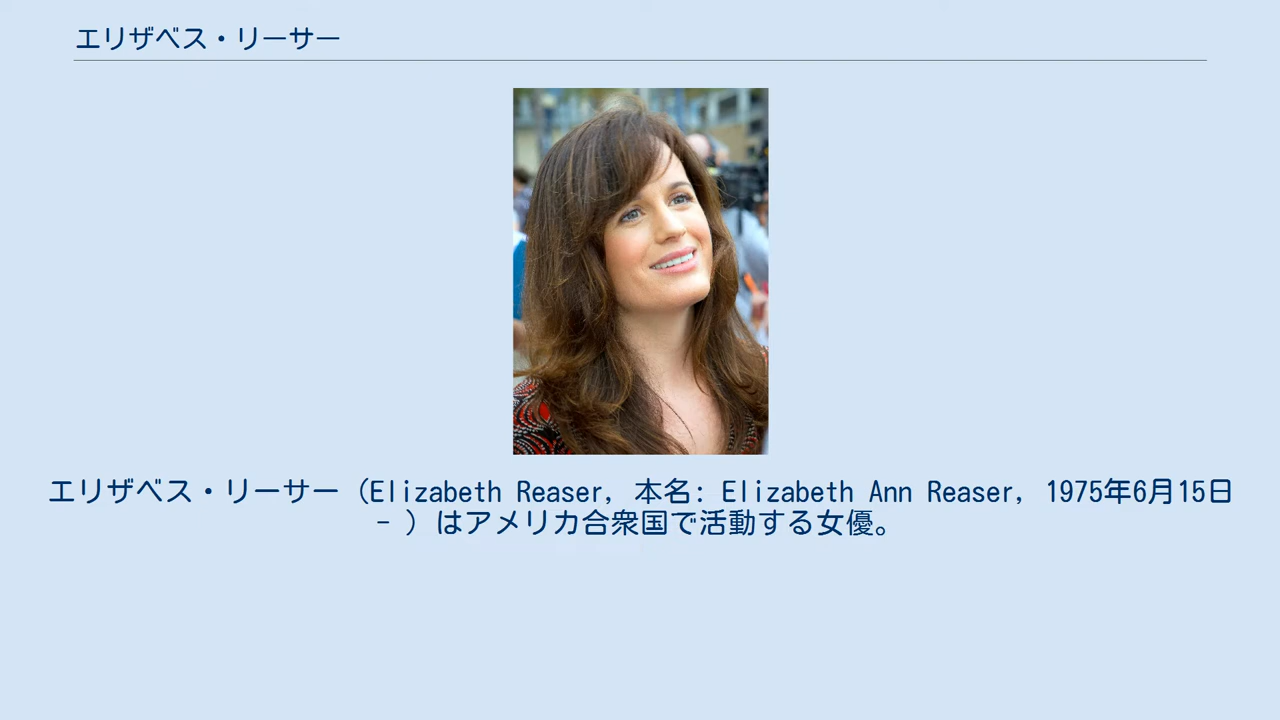 エリザベス・リーサー
エリザベス・リーサー（Elizabeth Reaser, 本名: Elizabeth Ann Reaser, 1975年6月15日
- ）はアメリカ合衆国で活動する女優。